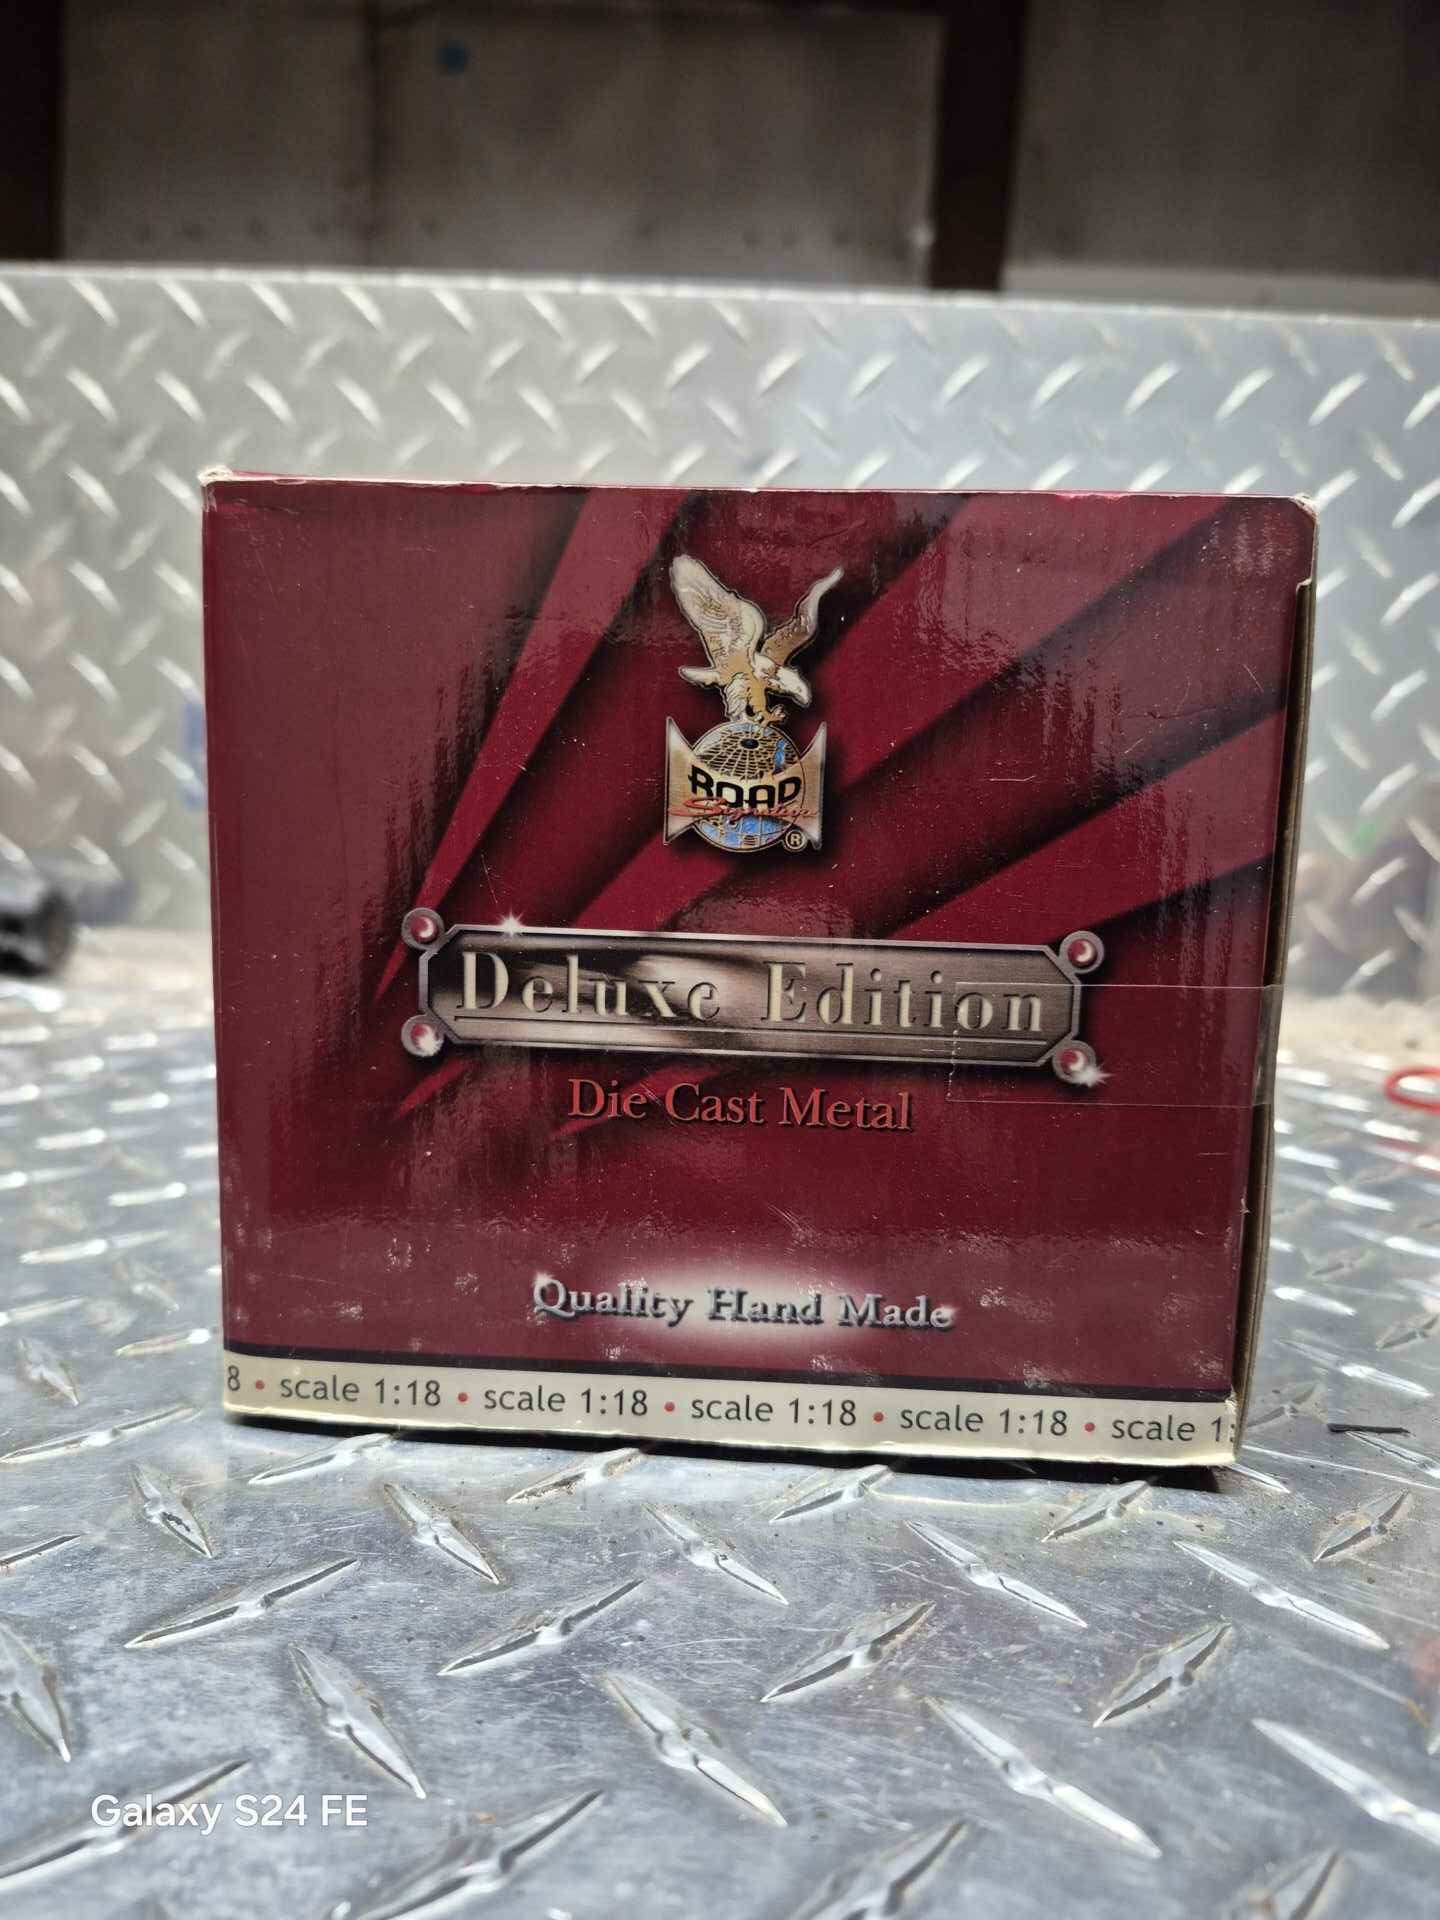 ROAD
Signature
®
Deluxe Edition
Die Cast Metal
Quality Hand Made
8 • scale 1:18 • scale 1:18 • scale 1:18 • scale 1:18 • scale 1:
Galaxy S24 FE